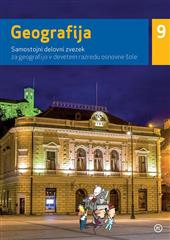 Geografija
9
Samostojni delovni zvezek
za geografijo v devetem razredu osnovne šole